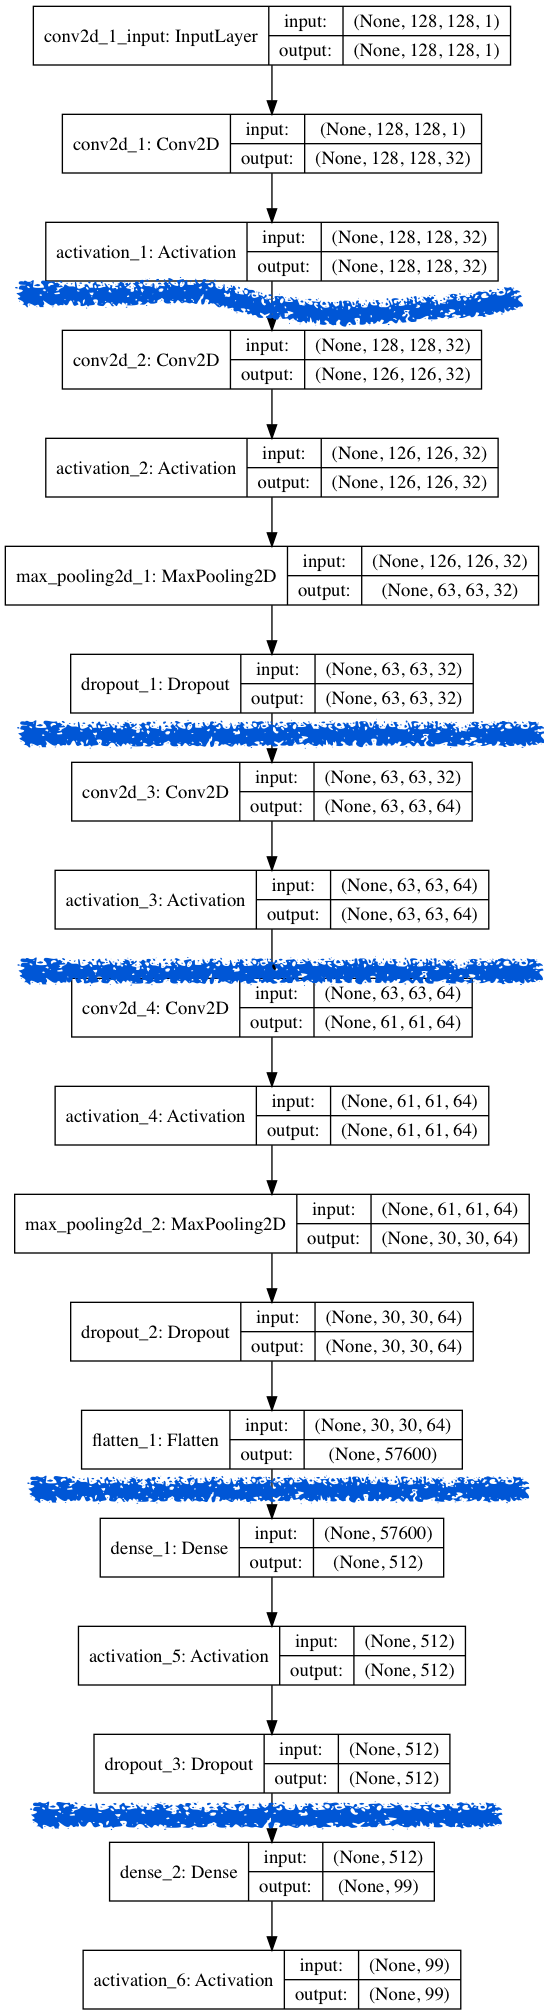 conv2d_1_input: InputLayer
input: (None, 128, 128, 1)
output: (None, 128, 128, 1)
conv2d_1: Conv2D
input: (None, 128, 128, 1)
output: (None, 128, 128, 32)
activation_1: Activation
input: (None, 128, 128, 32)
output: (None, 128, 128, 32)
conv2d_2: Conv2D
input: (None, 128, 128, 32)
output: (None, 126, 126, 32)
activation_2: Activation
input: (None, 126, 126, 32)
output: (None, 126, 126, 32)
max_pooling2d_1: MaxPooling2D
input: (None, 126, 126, 32)
output: (None, 63, 63, 32)
dropout_1: Dropout
input: (None, 63, 63, 32)
output: (None, 63, 63, 32)
conv2d_3: Conv2D
input: (None, 63, 63, 32)
output: (None, 63, 63, 64)
activation_3: Activation
input: (None, 63, 63, 64)
output: (None, 63, 63, 64)
conv2d_4: Conv2D
input: (None, 63, 63, 64)
output: (None, 61, 61, 64)
activation_4: Activation
input: (None, 61, 61, 64)
output: (None, 61, 61, 64)
max_pooling2d_2: MaxPooling2D
input: (None, 61, 61, 64)
output: (None, 30, 30, 64)
dropout_2: Dropout
input: (None, 30, 30, 64)
output: (None, 30, 30, 64)
flatten_1: Flatten
input: (None, 30, 30, 64)
output: (None, 57600)
dense_1: Dense
input: (None, 57600)
output: (None, 512)
activation_5: Activation
input: (None, 512)
output: (None, 512)
dropout_3: Dropout
input: (None, 512)
output: (None, 512)
dense_2: Dense
input: (None, 512)
output: (None, 99)
activation_6: Activation
input: (None, 99)
output: (None, 99)